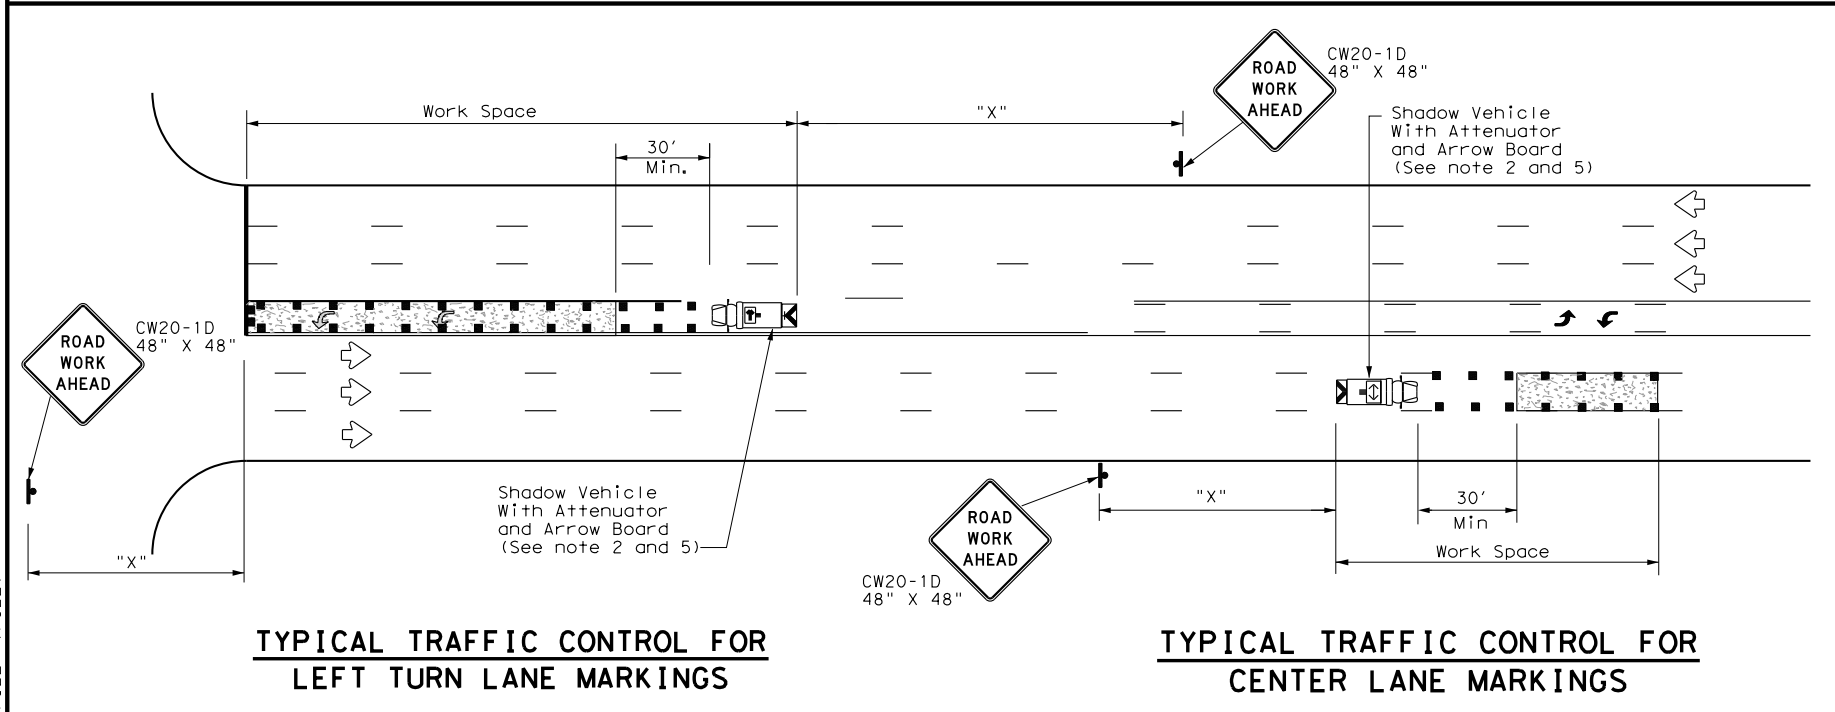 ROAD
WORK
AHEAD
CW20-1D
48" X 48"
Work Space
"X"
30'
Min.
Shadow Vehicle
With Attenuator
and Arrow Board
(See note 2 and 5)
ROAD
WORK
AHEAD
CW20-1D
48" X 48"
Shadow Vehicle
With Attenuator
and Arrow Board
(See note 2 and 5)
"X"
ROAD
WORK
AHEAD
CW20-1D
48" X 48"
"X"
30'
Min
Work Space
TYPICAL TRAFFIC CONTROL FOR
LEFT TURN LANE MARKINGS
TYPICAL TRAFFIC CONTROL FOR
CENTER LANE MARKINGS